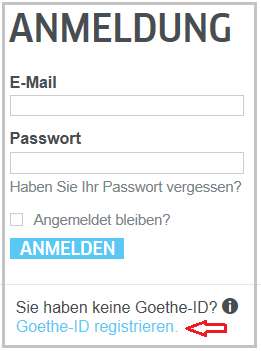 ANMELDUNG
E-Mail
Passwort
Haben Sie Ihr Passwort vergessen?
Angemeldet bleiben?
ANMELDEN
Sie haben keine Goethe-ID? i
Goethe-ID registrieren.